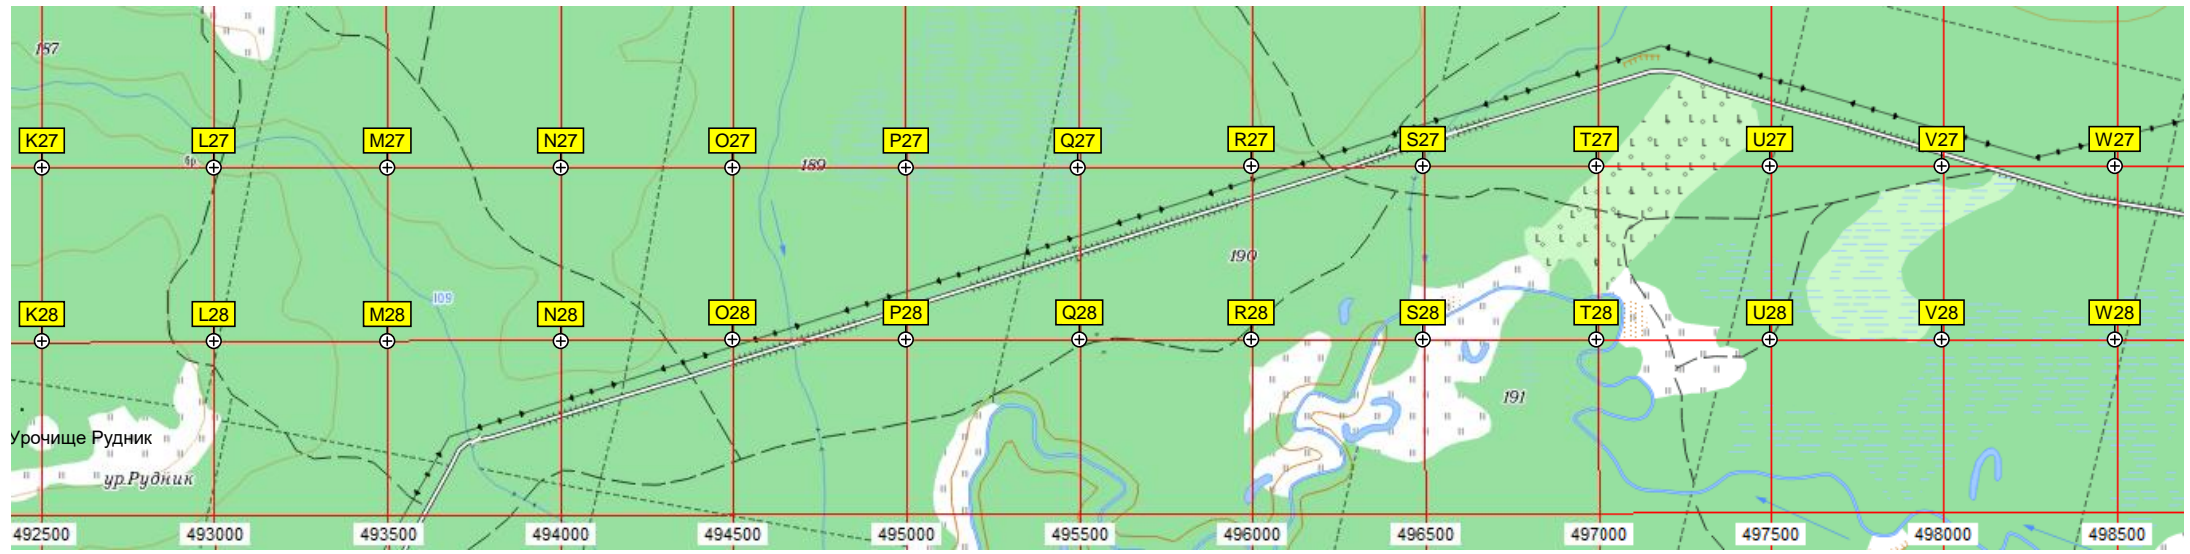 187
K27 L27 M27 N27 O27 P27 Q27 R27 S27 T27 U27 V27 W27
бр.
189
190
109
K28 L28 M28 N28 O28 P28 Q28 R28 S28 T28 U28 V28 W28
191
Урочище Рудник
ур.Рудник
492500 493000 493500 494000 494500 495000 495500 496000 496500 497000 497500 498000 498500